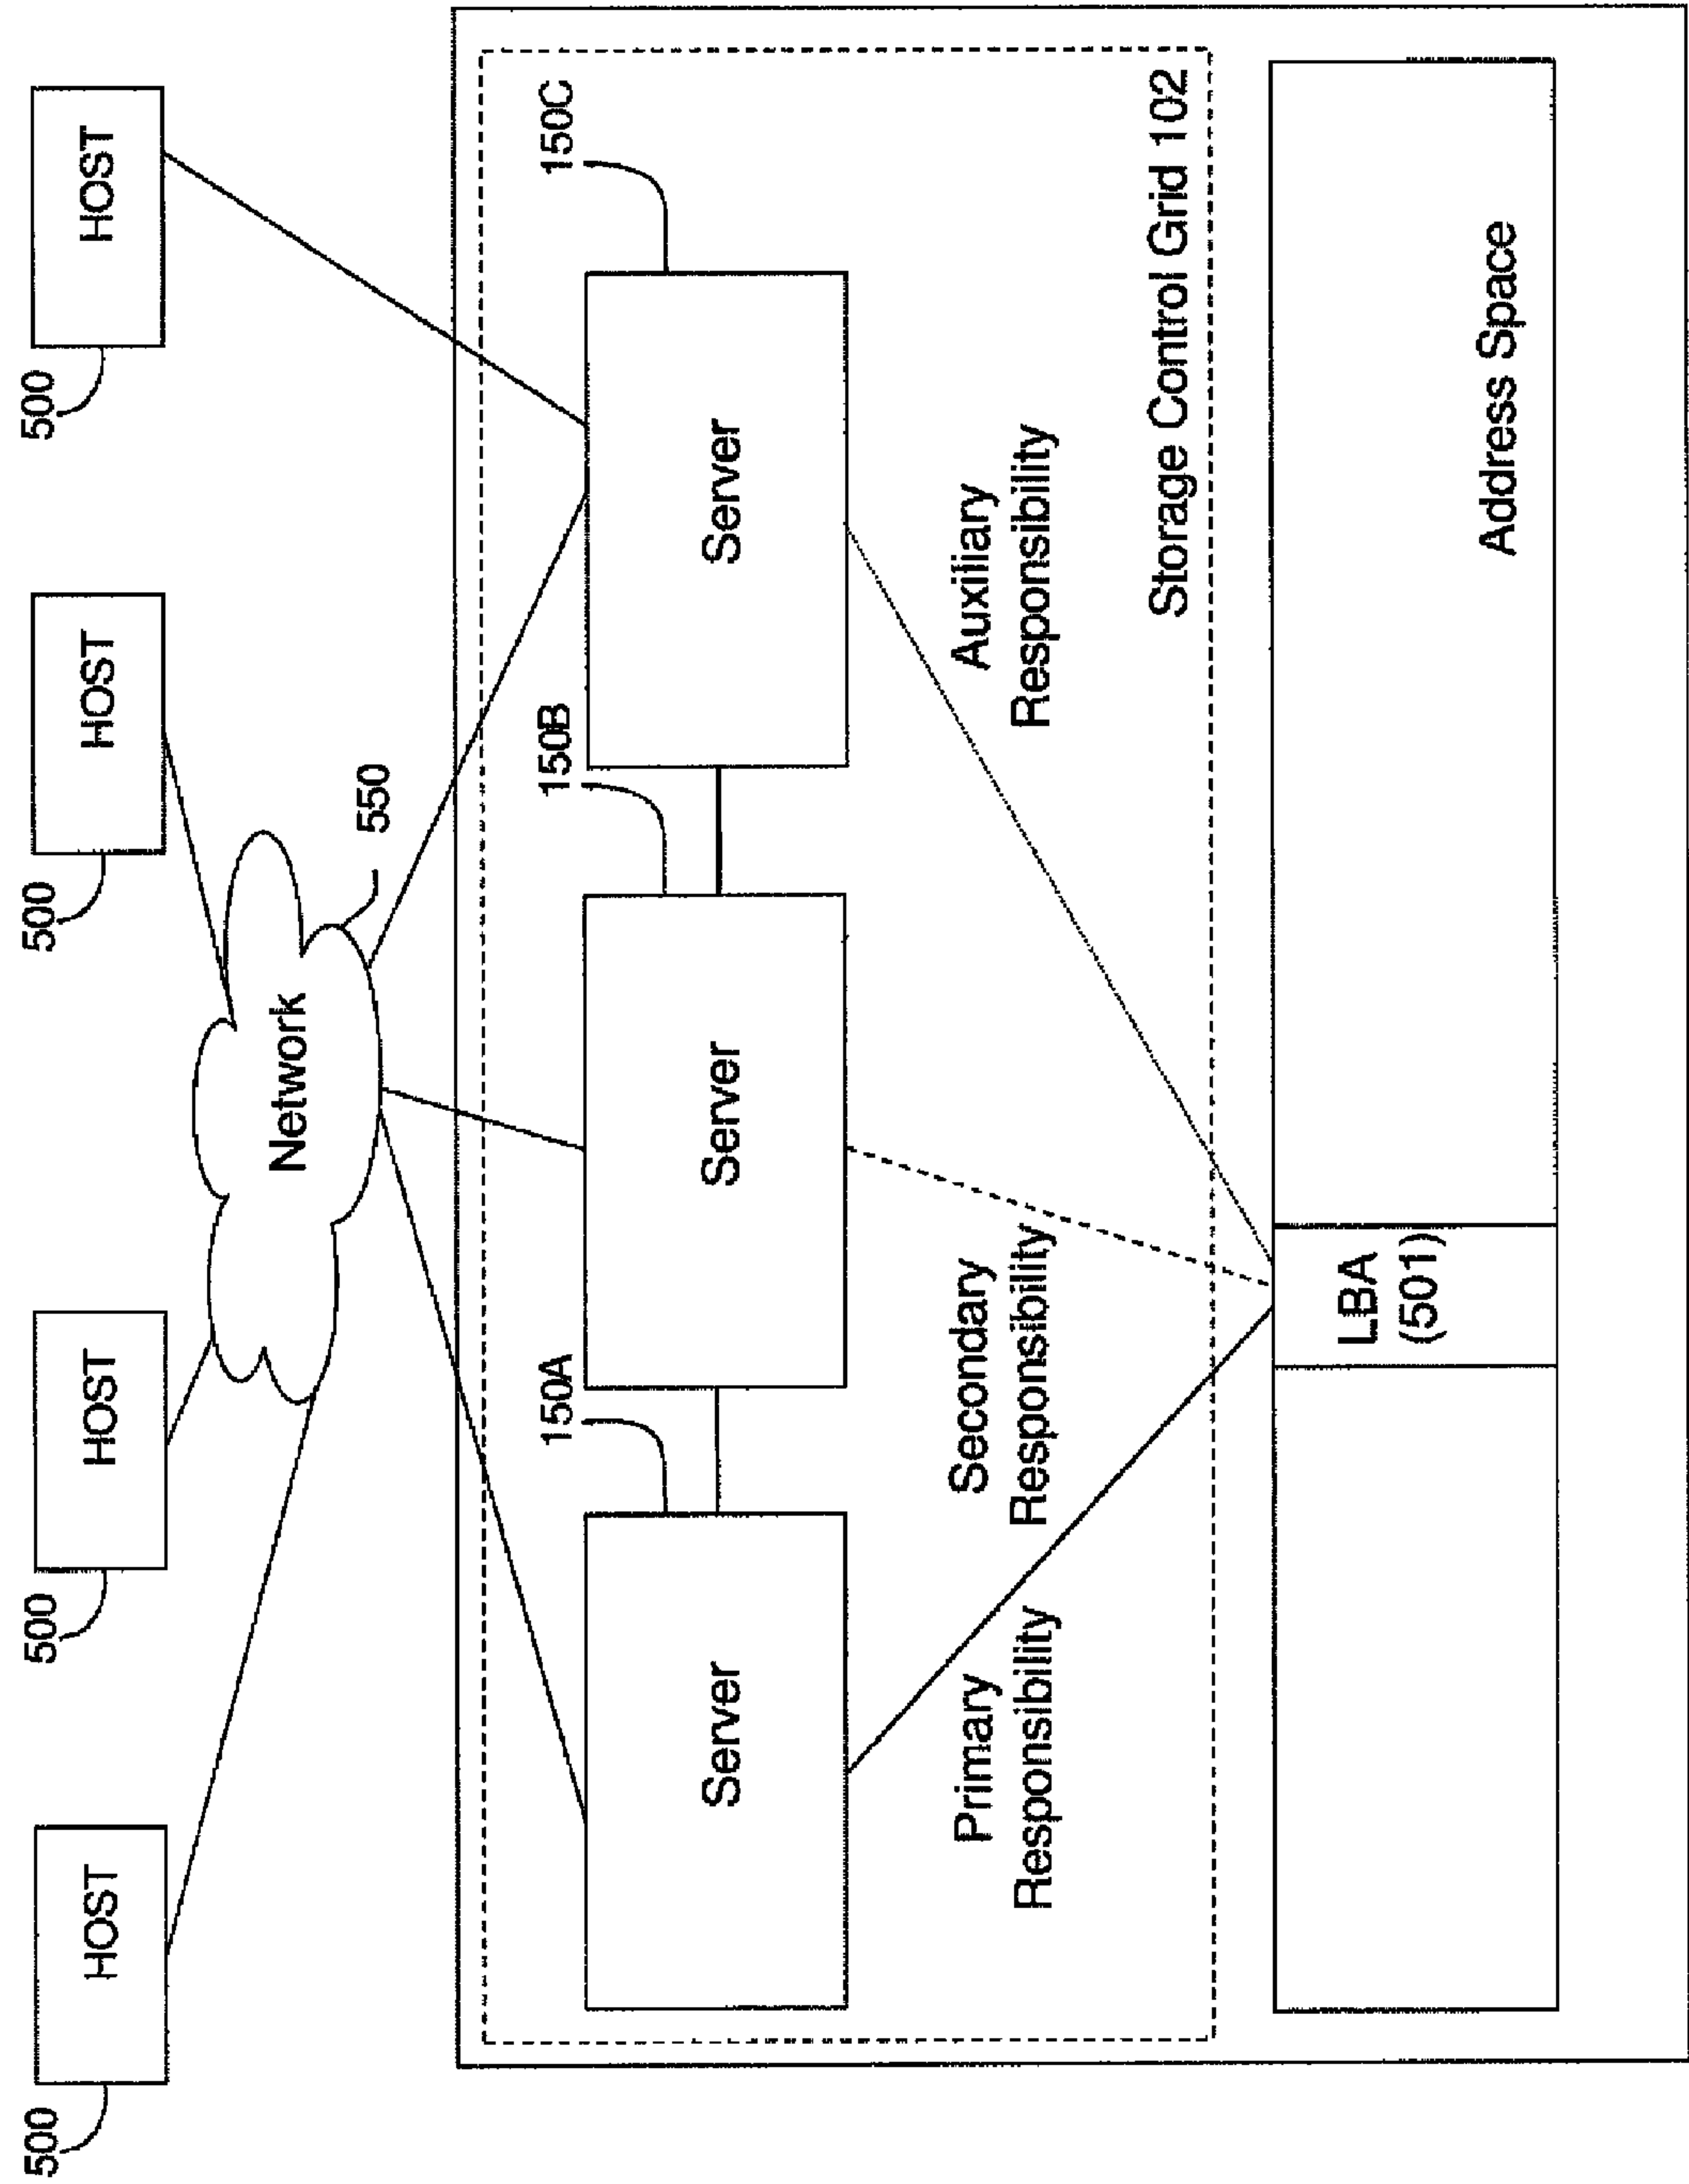 500
HOST
500
HOST
500
HOST
500
HOST
Network
550
150A
150B
150C
Server
Server
Server
Primary
Responsibility
Secondary
Responsibility
Auxiliary
Responsibility
Storage Control Grid 102
LBA
(501)
Address Space